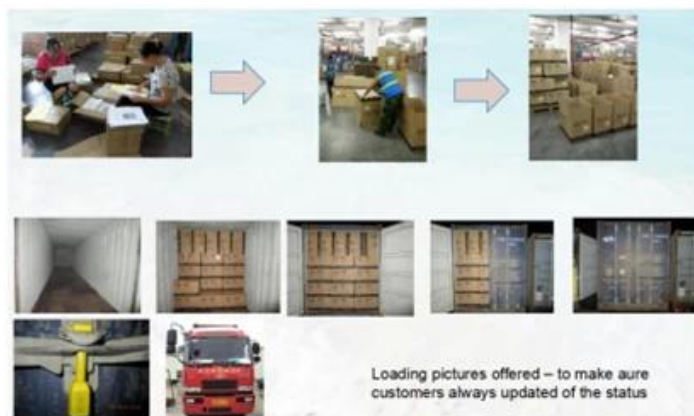 Loading pictures offered – to make aure
customers always updated of the status